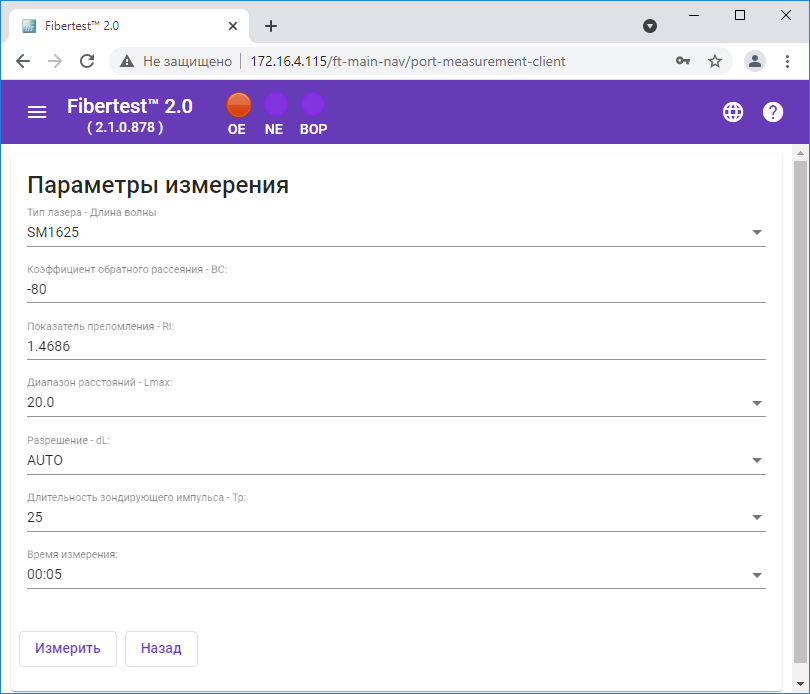 Fibertest™ 2.0
Не защищено
172.16.4.115/ft-main-nav/port-measurement-client
Fibertest™ 2.0
( 2.1.0.878 )
OE NE BOP
Параметры измерения
Тип лазера - Длина волны
SM1625
Коэффициент обратного рассеяния - BC:
-80
Показатель преломления - RI:
1.4686
Диапазон расстояний - Lmax:
20.0
Разрешение - dL:
AUTO
Длительность зондирующего импульса - Tp:
25
Время измерения:
00:05
Измерить Назад